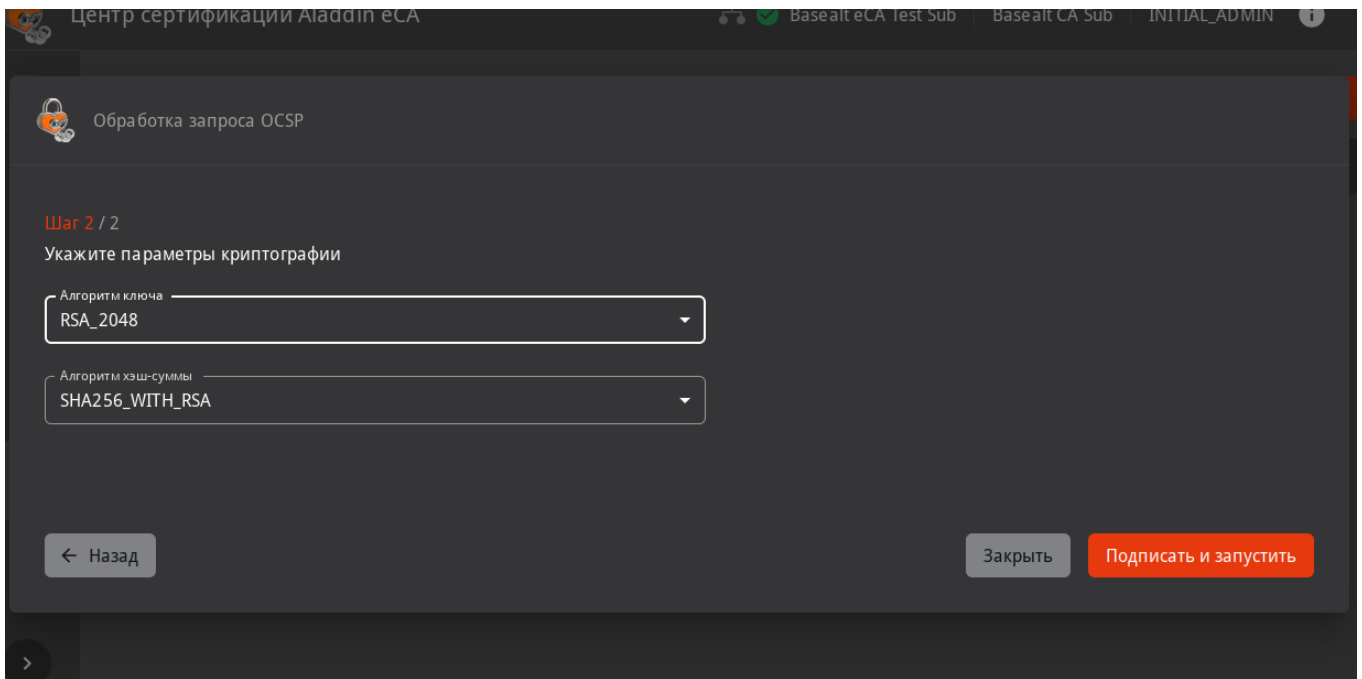 Центр сертификации Aladdin eCA
Basealt eCA Test Sub
Basealt CA Sub
INITIAL_ADMIN
Обработка запроса OCSP
Шаг 2 / 2
Укажите параметры криптографии
Алгоритм ключа
RSA_2048
Алгоритм хэш-суммы
SHA256_WITH_RSA
Назад
Закрыть
Подписать и запустить